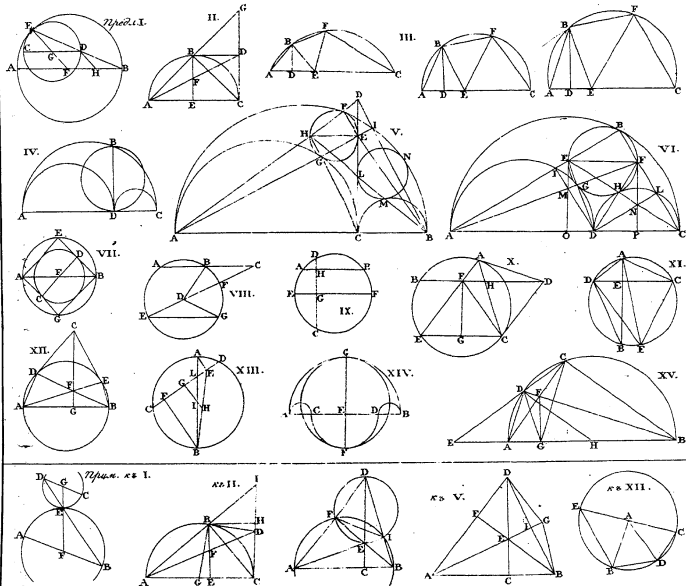 Предл. I.
E
C D
G
A F H B
II.
G
B D
F
A E C
III.
F
B
A D E C
F
B
A D E C
F
B
A D E C
IV.
B
A D C
V.
D
F I
H E
G N
L
M
A C B
VI.
B
E F
I
M G H L
N
A O D P C
VII.
E
D
A F B
C
G
VIII.
A B C
F
D
E G
IX.
D
A H B
E G F
C
X.
A
B F H D
E G C
XI.
A
D E C
B F
XII.
C
D
F E
A G B
XIII.
A D
L E
G
C F I H
B
XIV.
G
A C E D B
F
XV.
C
D F
E A G H B
Прим. къ I.
D G
C
E
A
F B
къ II.
I
B H
D
F
A G E C
D
F
I
E
A C B
къ V.
D
F G
E I
A C B
къ XII.
E
A
C
B D